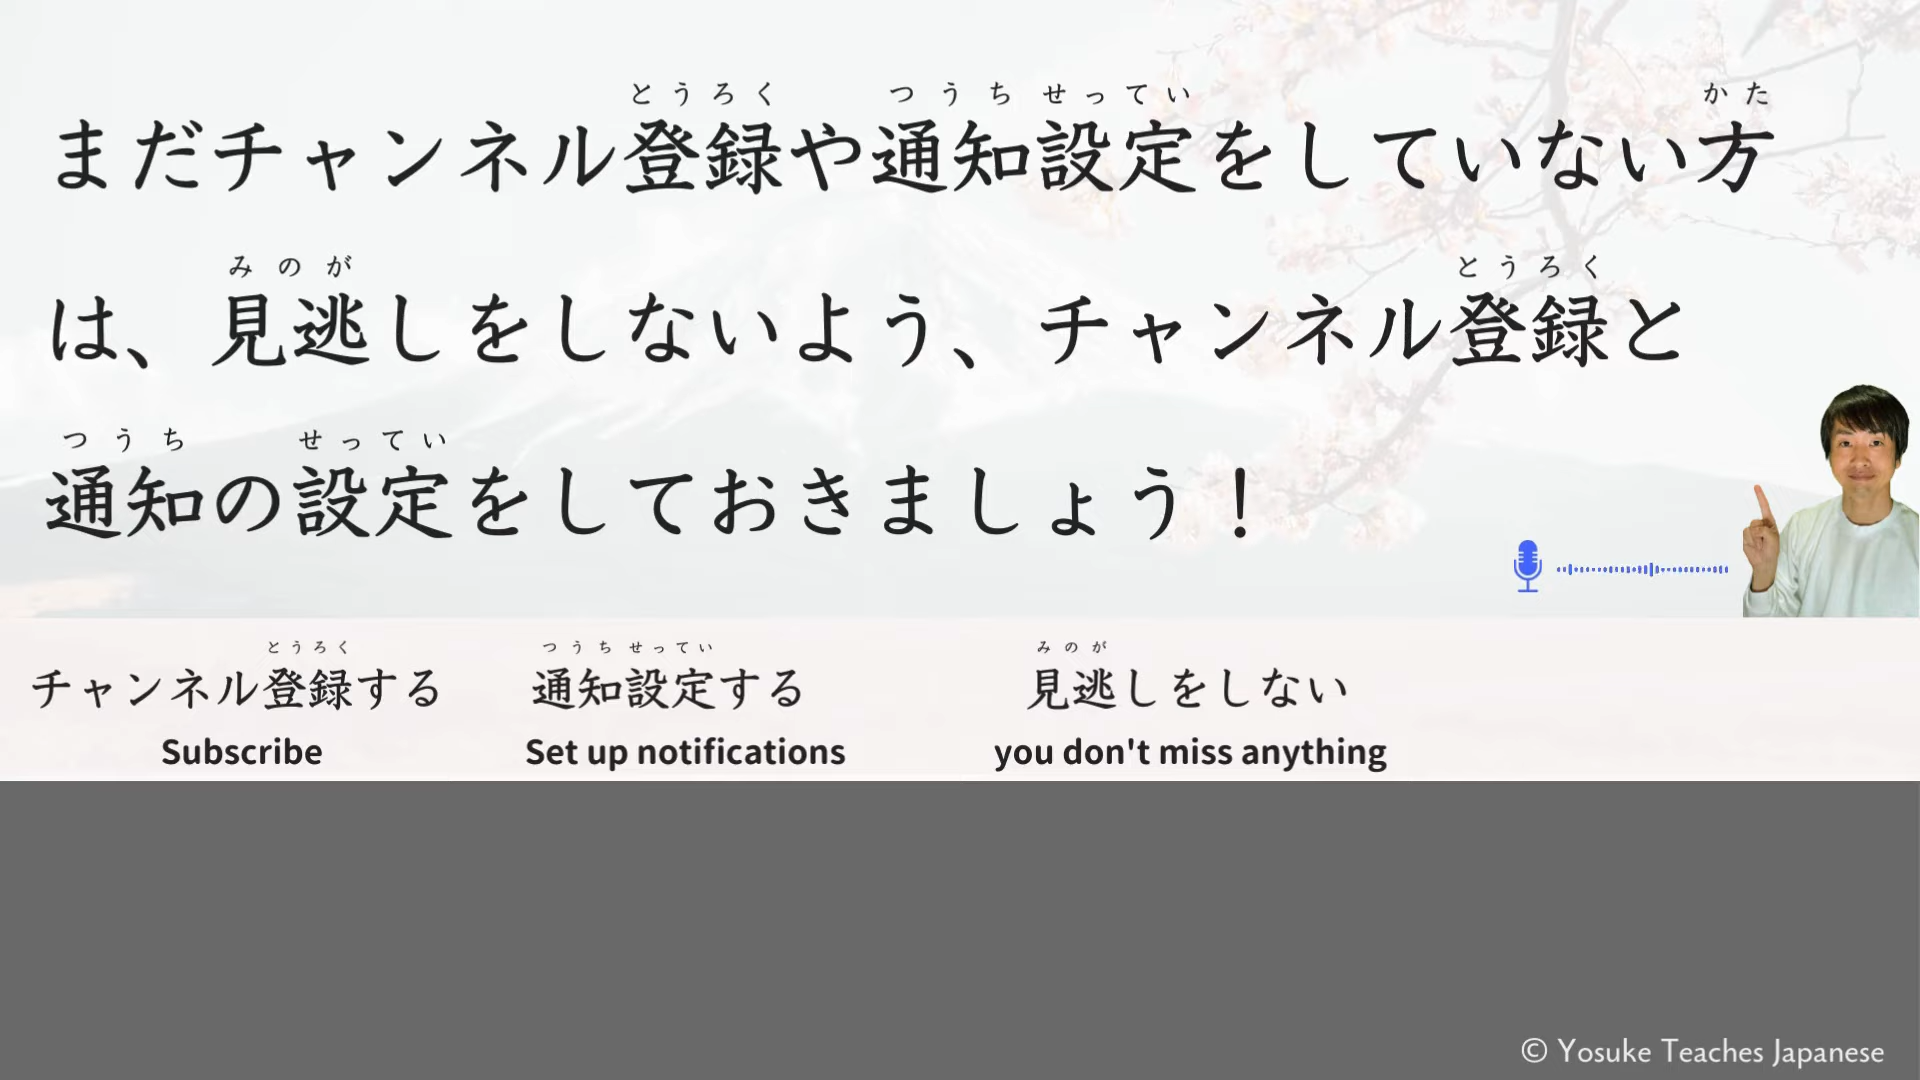 とうろく つうち せってい かた
まだチャンネル登録や通知設定をしていない方
みのが とうろく
は、見逃しをしないよう、チャンネル登録と
つうち せってい
通知の設定をしておきましょう！
とうろく つうち せってい みのが
チャンネル登録する 通知設定する 見逃しをしない
Subscribe Set up notifications you don't miss anything
© Yosuke Teaches Japanese